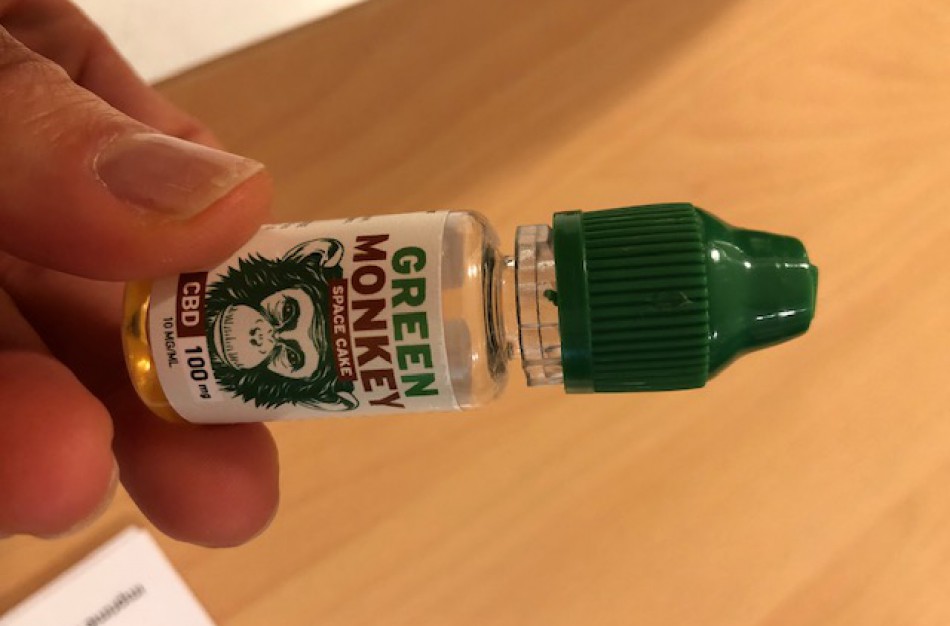 GREEN
MONKEY
SPACE CAKE
CBD 100 mg
10 MG/ML